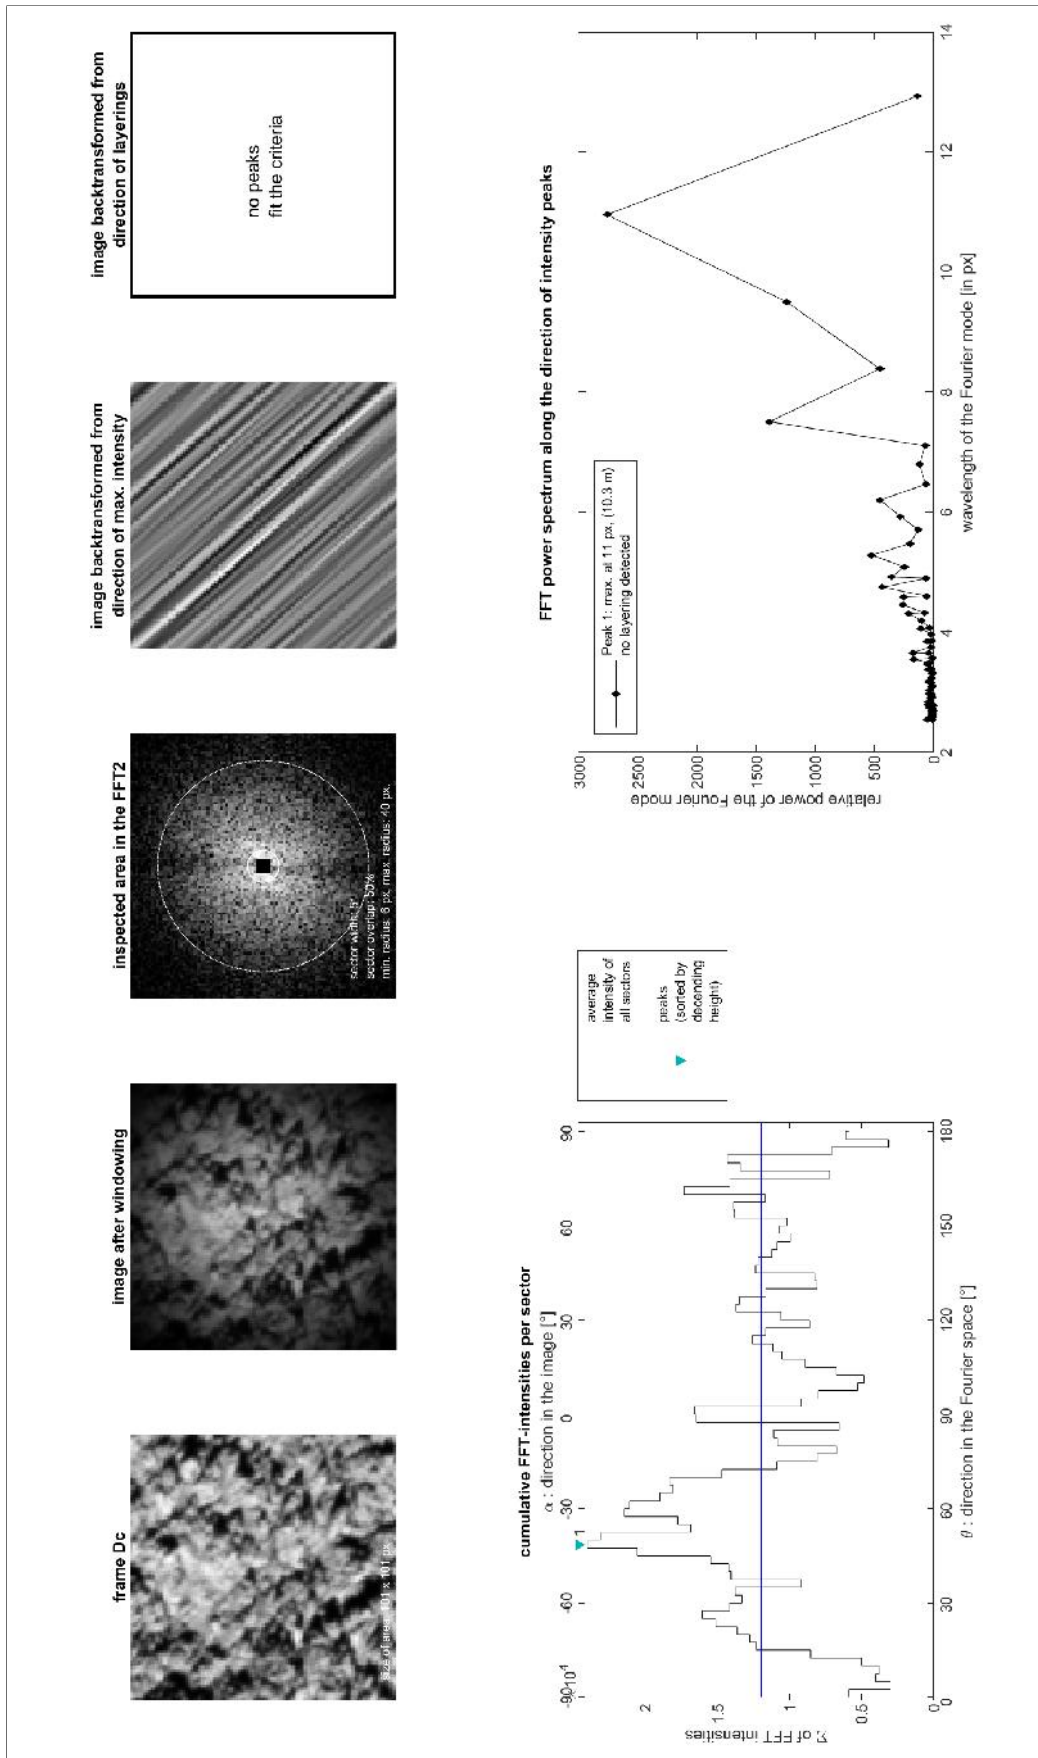 frame Dc
size of area: 101 x 101 px
image after windowing
inspected area in the FFT2
sector width: 5°
sector overlap: 50%
min. radius: 6 px, max. radius: 40 px
image backtransformed from
direction of max. intensity
image backtransformed from
direction of layerings
no peaks
fit the criteria
cumulative FFT-intensities per sector
α : direction in the image [°]
-90 -60 -30 0 30 60 90
10⁴
Σ of FFT intensities
2
1.5
1
0.5
0
1
0 30 60 90 120 150 180
θ : direction in the Fourier space [°]
average
intensity of
all sectors
peaks
(sorted by
decending
height)
FFT power spectrum along the direction of intensity peaks
relative power of the Fourier mode
3000
2500
2000
1500
1000
500
0
Peak 1: max. at 11 px, (10.3 m)
no layering detected
2 4 6 8 10 12 14
wavelength of the Fourier mode [in px]